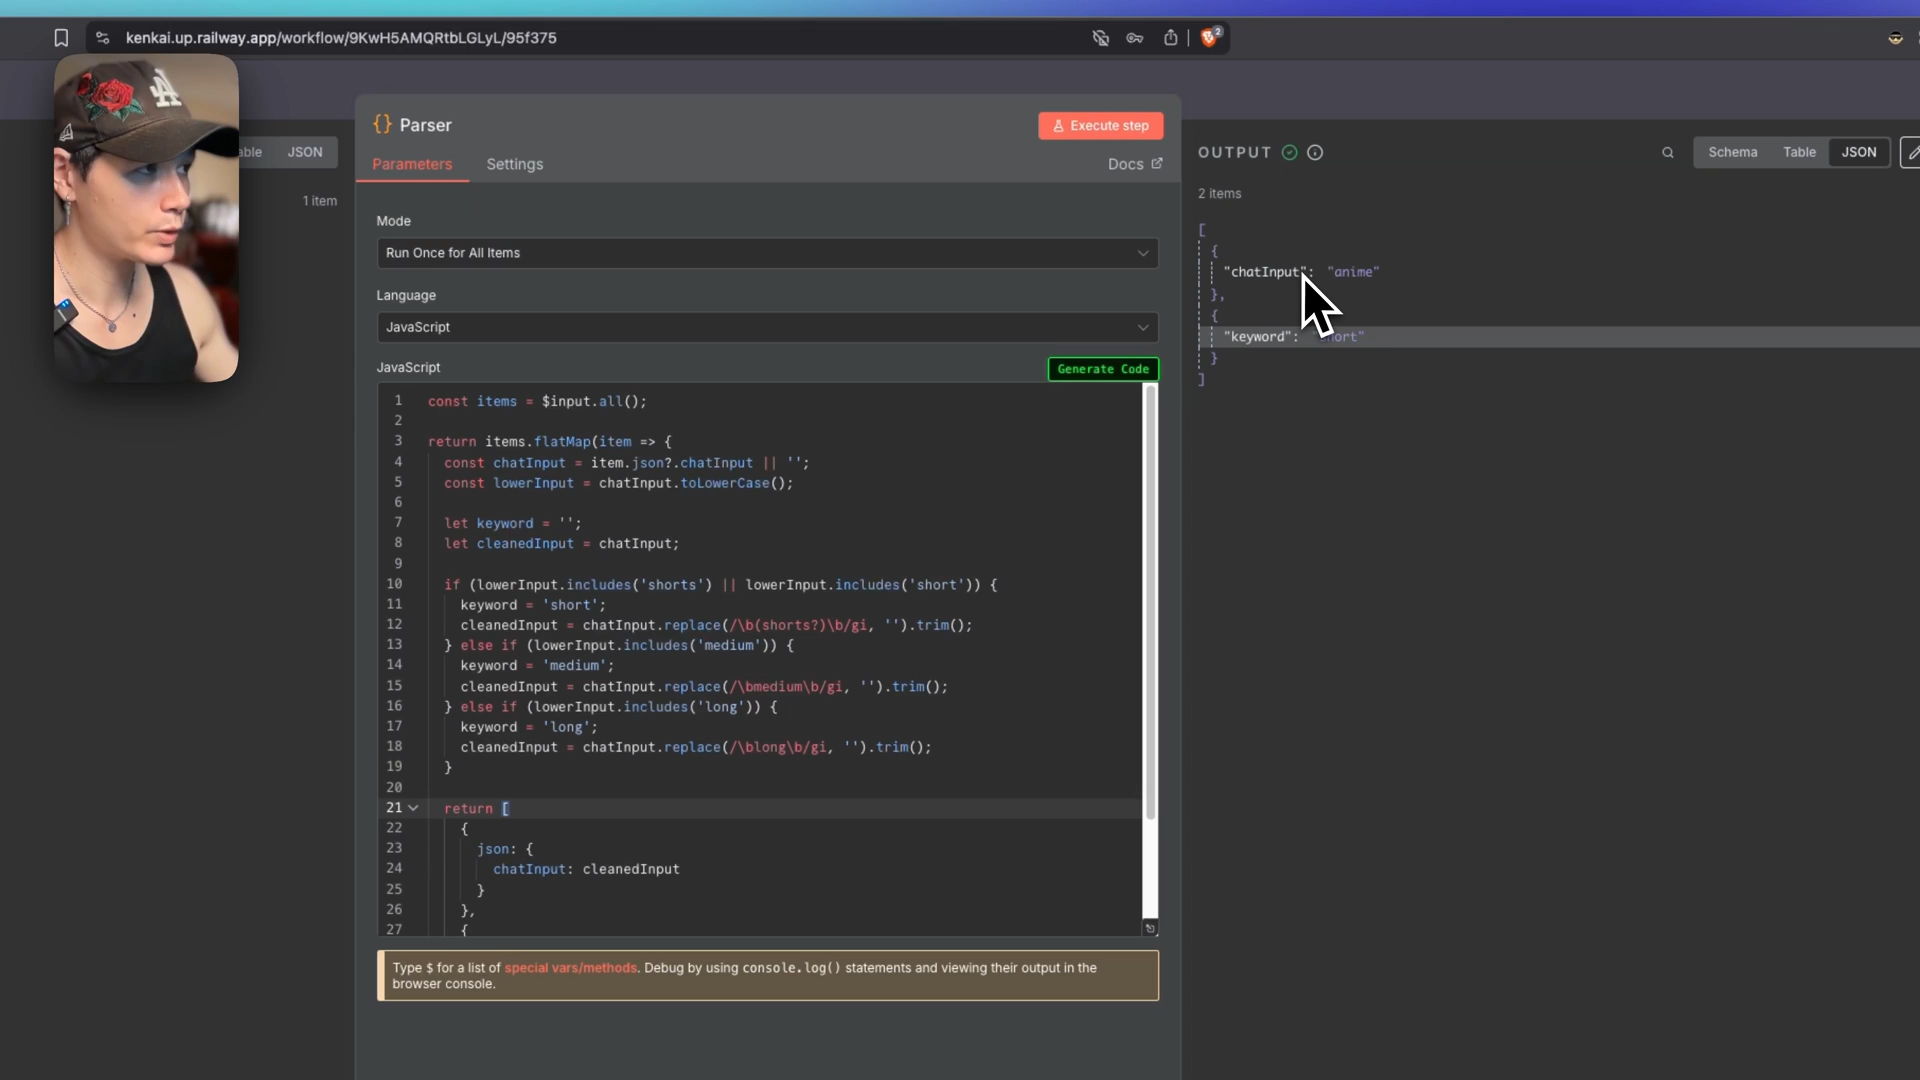 kenkai.up.railway.app/workflow/9KwH5AMQRtbLGLyL/95f375
2
LA
able JSON
1 item
{} Parser
Execute step
Parameters Settings Docs
Mode
Run Once for All Items
Language
JavaScript
JavaScript
Generate Code
1 const items = $input.all();
2
3 return items.flatMap(item => {
4 const chatInput = item.json?.chatInput || '';
5 const lowerInput = chatInput.toLowerCase();
6
7 let keyword = '';
8 let cleanedInput = chatInput;
9
10 if (lowerInput.includes('shorts') || lowerInput.includes('short')) {
11 keyword = 'short';
12 cleanedInput = chatInput.replace(/\b(shorts?)\b/gi, '').trim();
13 } else if (lowerInput.includes('medium')) {
14 keyword = 'medium';
15 cleanedInput = chatInput.replace(/\bmedium\b/gi, '').trim();
16 } else if (lowerInput.includes('long')) {
17 keyword = 'long';
18 cleanedInput = chatInput.replace(/\blong\b/gi, '').trim();
19 }
20
21 return [
22 {
23 json: {
24 chatInput: cleanedInput
25 }
26 },
27 {
Type $ for a list of special vars/methods. Debug by using console.log() statements and viewing their output in the
browser console.
OUTPUT
Schema Table JSON
2 items
[
{
"chatInput": "anime"
},
{
"keyword": "short"
}
]